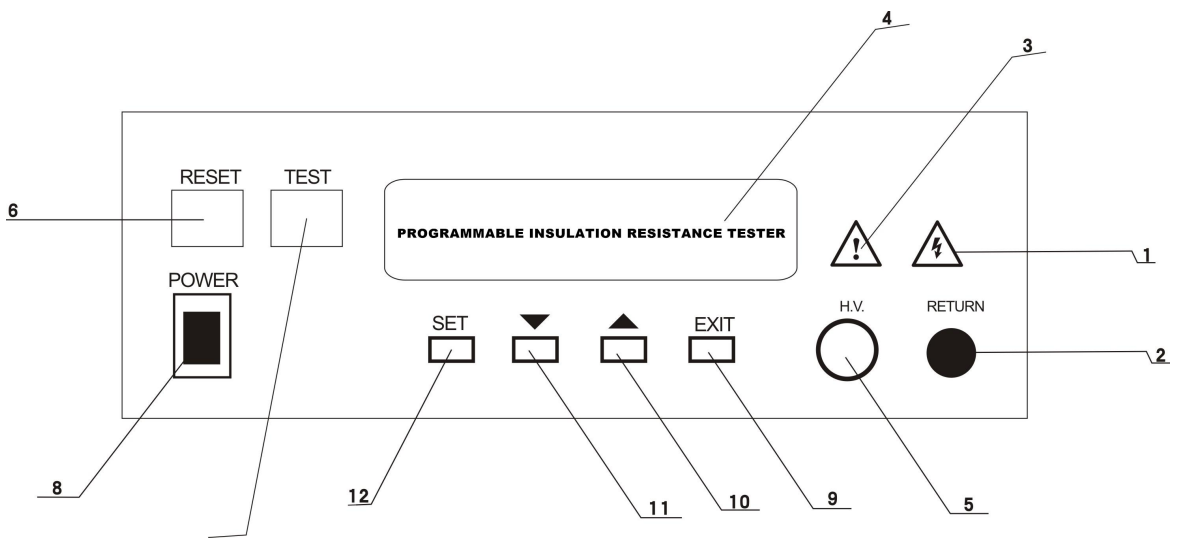 4
3
RESET TEST
6
PROGRAMMABLE INSULATION RESISTANCE TESTER
!
1
POWER
H.V. RETURN
SET ▼ ▲ EXIT
2
8 12 11 10 9 5